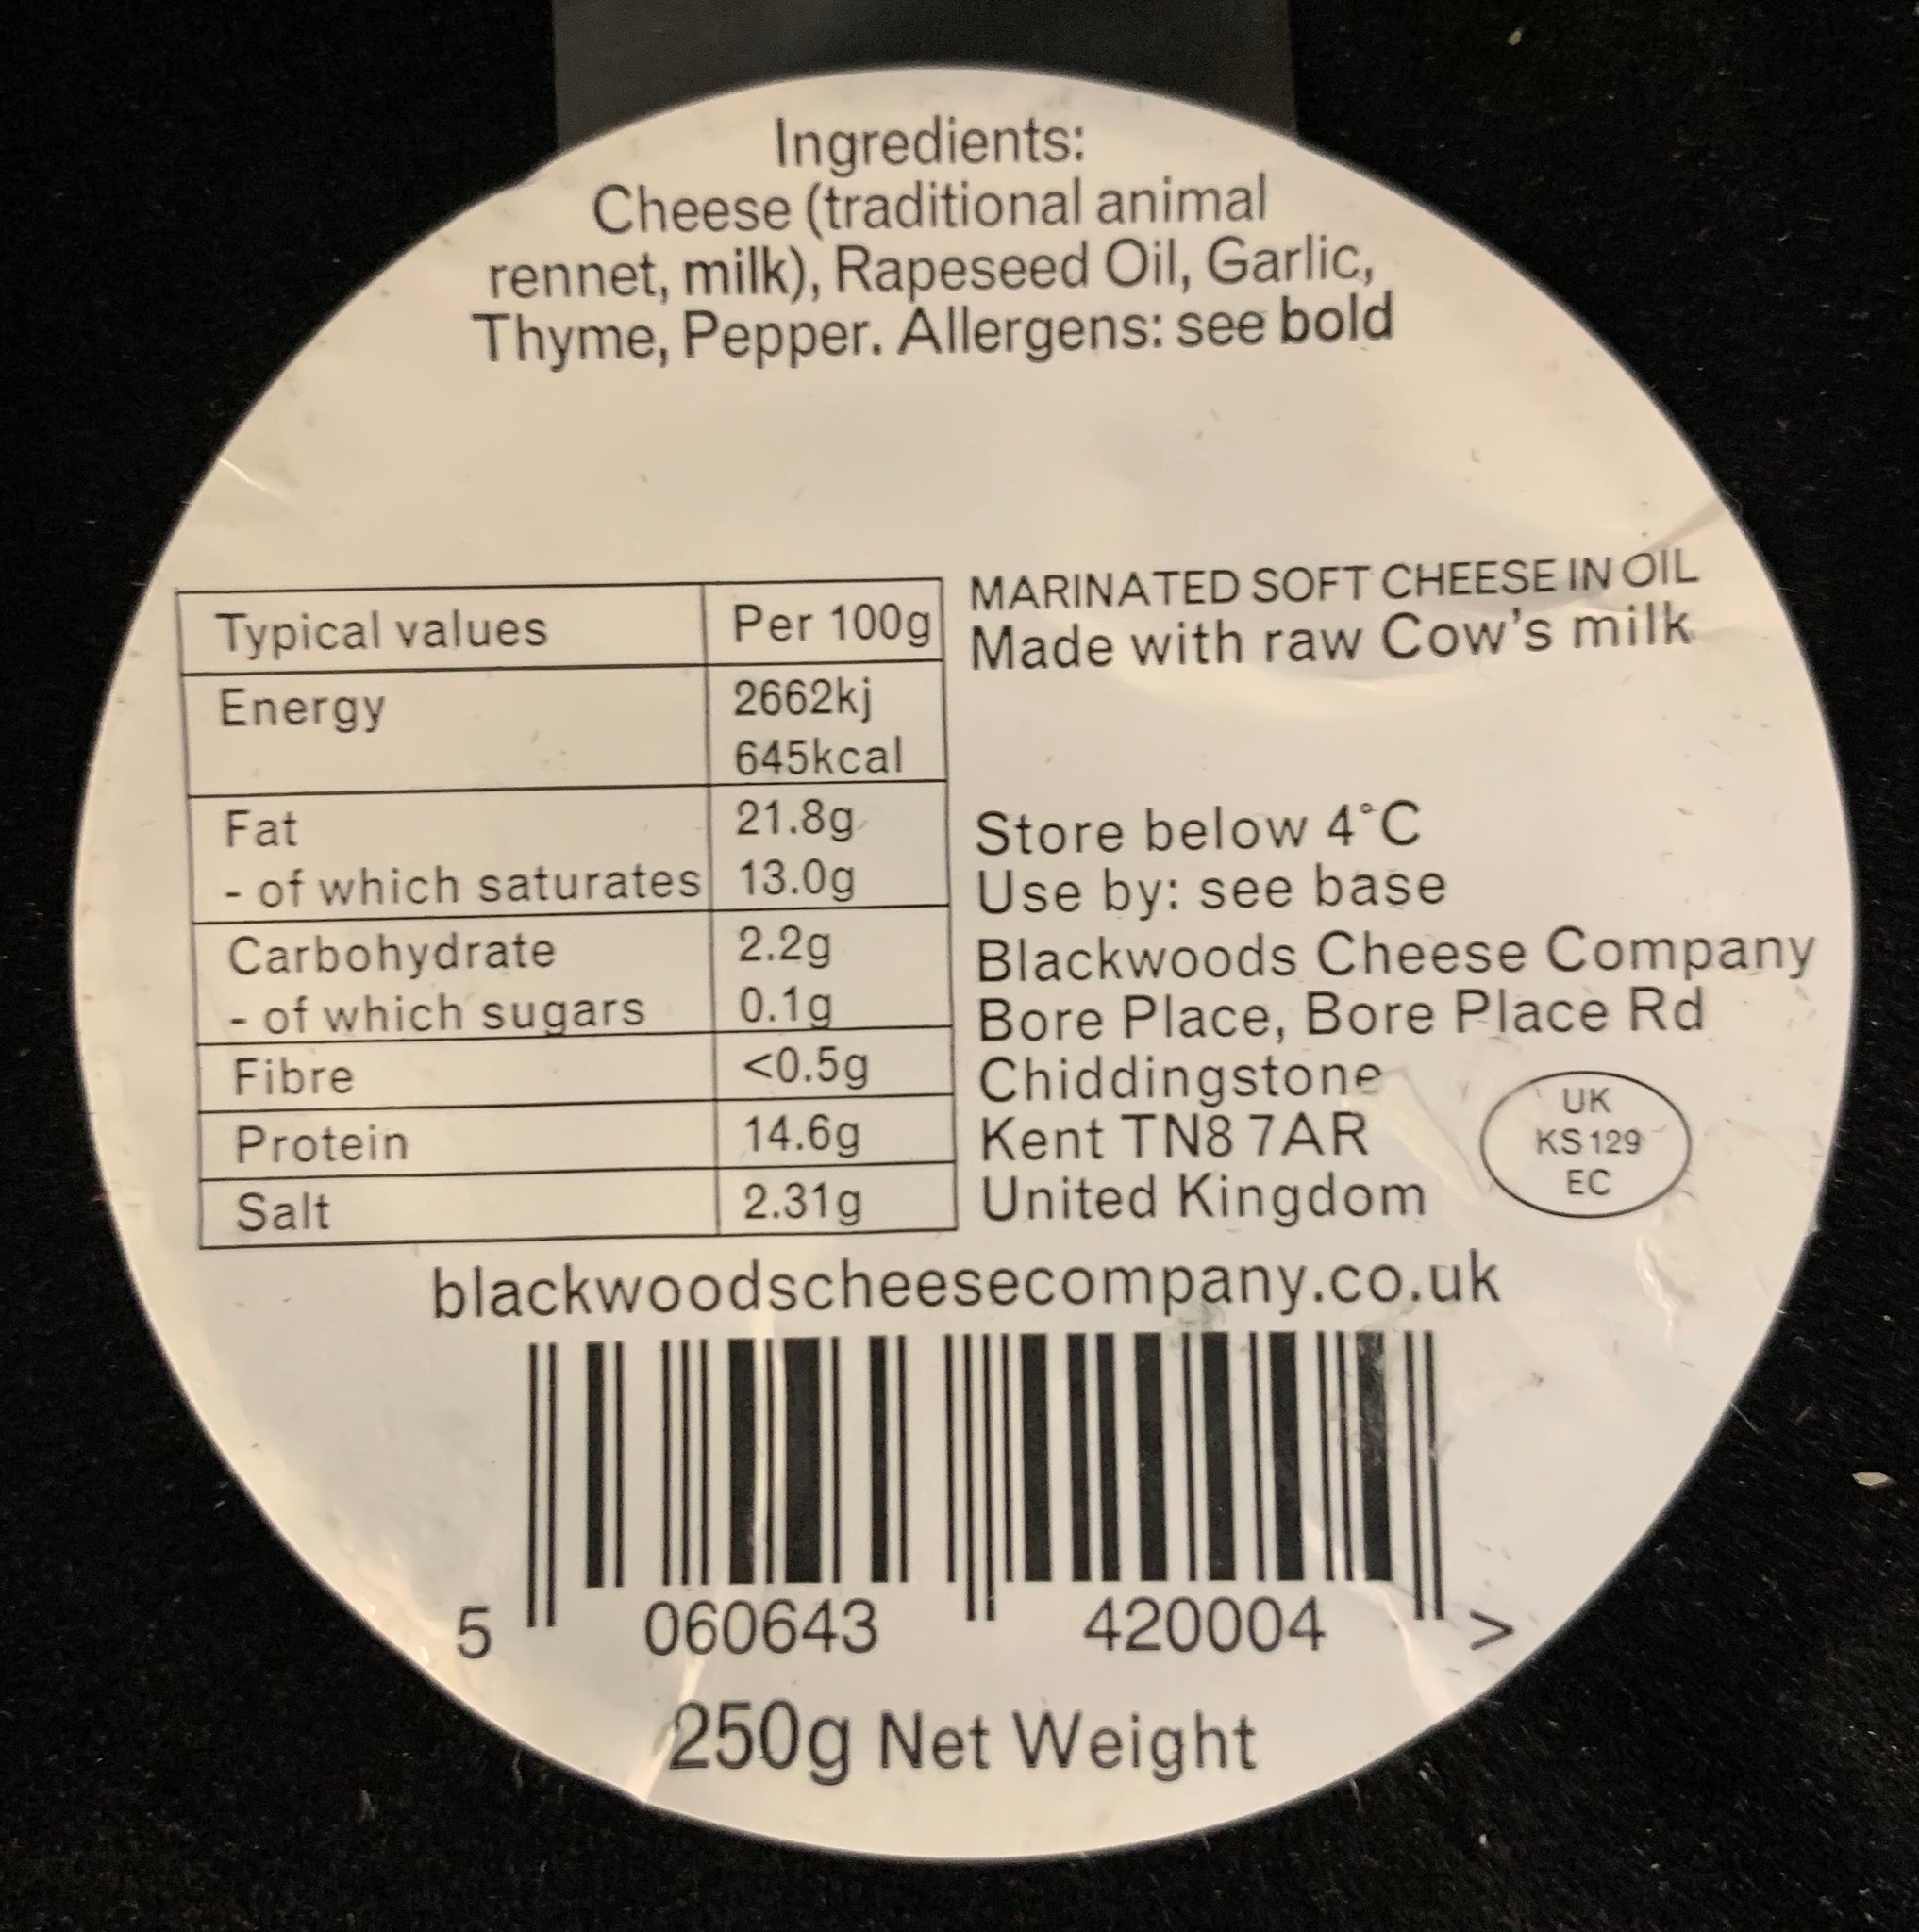 Ingredients:
Cheese (traditional animal
rennet, milk), Rapeseed Oil, Garlic,
Thyme, Pepper. Allergens: see bold
Typical values Per 100g
Energy 2662kj
645kcal
Fat 21.8g
- of which saturates 13.0g
Carbohydrate 2.2g
- of which sugars 0.1g
Fibre <0.5g
Protein 14.6g
Salt 2.31g
MARINATED SOFT CHEESE IN OIL
Made with raw Cow's milk
Store below 4°C
Use by: see base
Blackwoods Cheese Company
Bore Place, Bore Place Rd
Chiddingstone
Kent TN8 7AR
United Kingdom
UK
KS 129
EC
blackwoodscheesecompany.co.uk
5 060643 420004 >
250g Net Weight